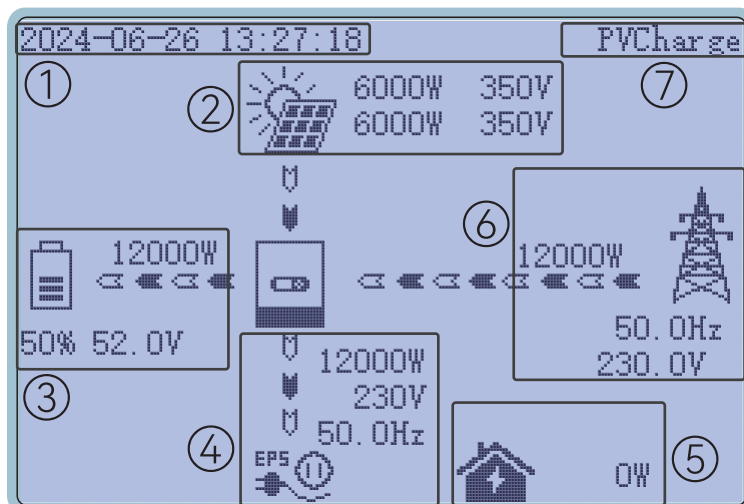 2024-06-26 13:27:18
PVCharge
①
⑦
②
6000W 350V
6000W 350V
⑥
12000W
12000W
50% 52.0V
③
50.0Hz
230.0V
12000W
230V
50.0Hz
④
EPS
⑤
0W